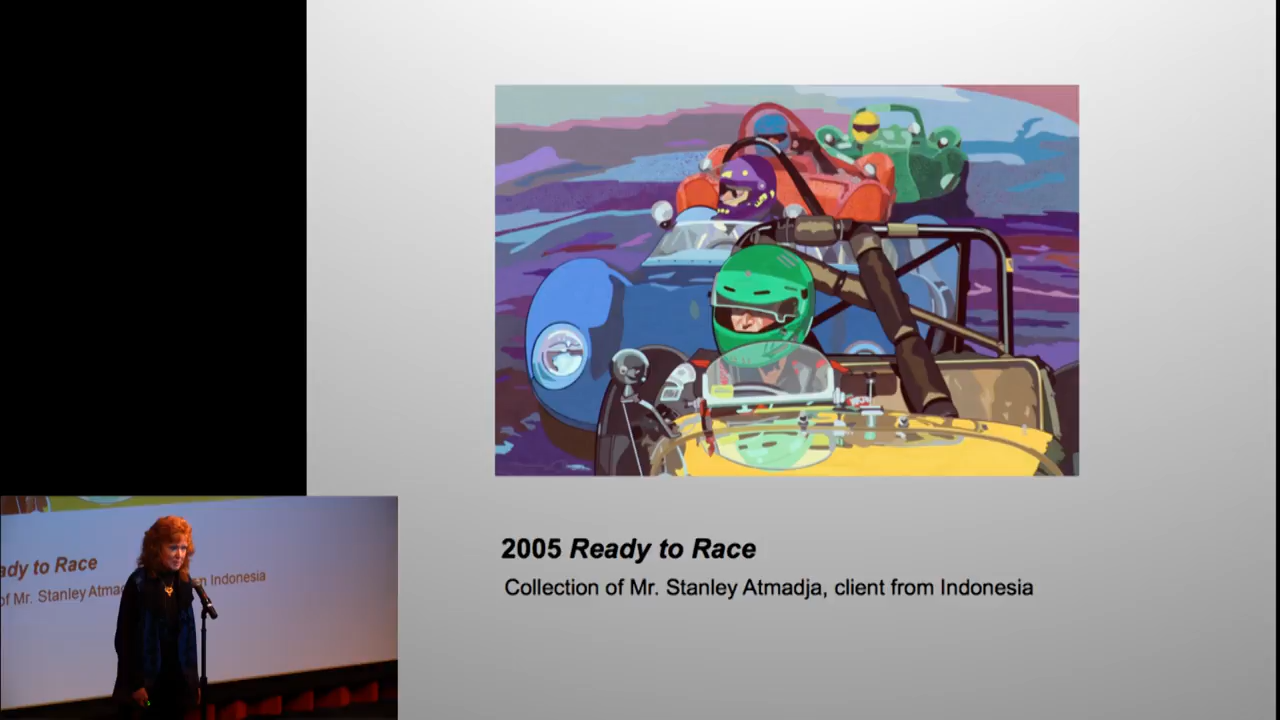 2005 Ready to Race
Collection of Mr. Stanley Atmadja, client from Indonesia
ady to Race
of Mr. Stanley Atmad
n Indonesia